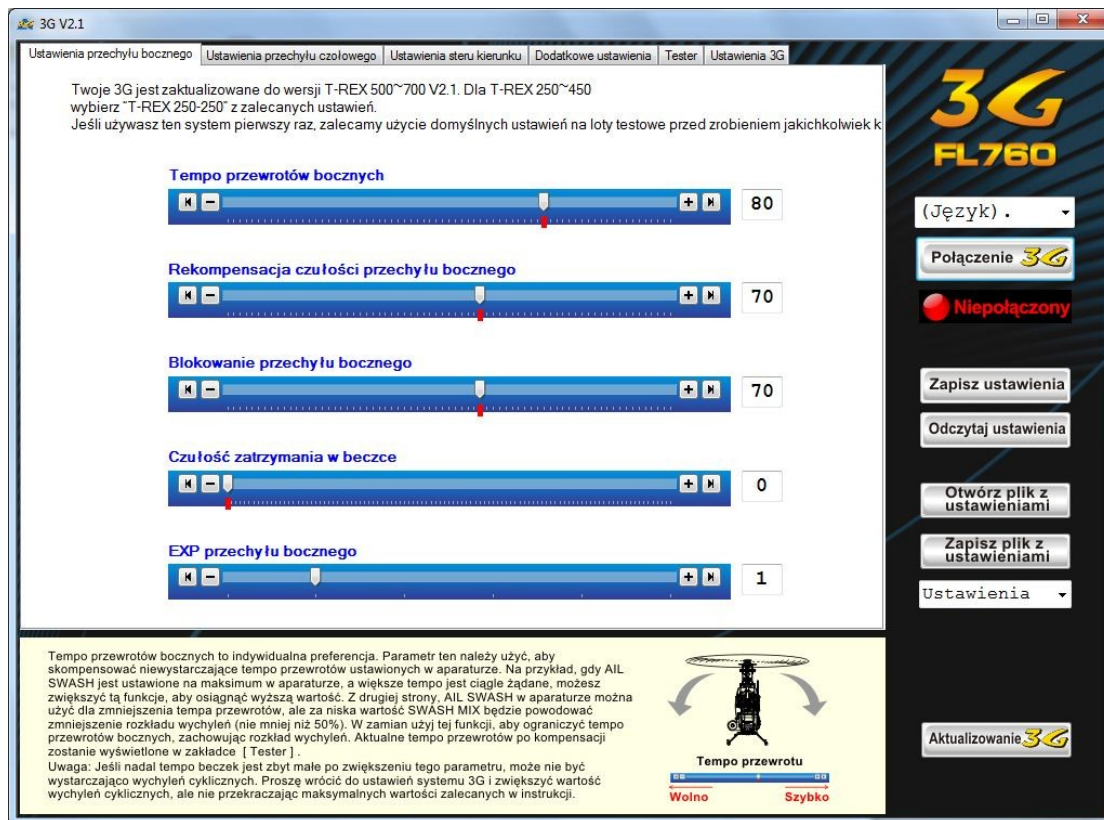 3G V2.1
Ustawienia przechyłu bocznego
Ustawienia przechyłu czołowego
Ustawienia steru kierunku
Dodatkowe ustawienia
Tester
Ustawienia 3G
Twoje 3G jest zaktualizowane do wersji T-REX 500~700 V2.1. Dla T-REX 250~450
wybierz "T-REX 250-250" z zalecanych ustawień.
Jeśli używasz ten system pierwszy raz, zalecamy użycie domyślnych ustawień na loty testowe przed zrobieniem jakichkolwiek k
Tempo przewrotów bocznych
80
Rekompensacja czułości przechyłu bocznego
70
Blokowanie przechyłu bocznego
70
Czułość zatrzymania w beczce
0
EXP przechyłu bocznego
1
3G
FL760
(Język).
Połączenie 3G
Niepołączony
Zapisz ustawienia
Odczytaj ustawienia
Otwórz plik z
ustawieniami
Zapisz plik z
ustawieniami
Ustawienia
Aktualizowanie 3G
Tempo przewrotów bocznych to indywidualna preferencja. Parametr ten należy użyć, aby
skompensować niewystarczające tempo przewrotów ustawionych w aparaturze. Na przykład, gdy AIL
SWASH jest ustawione na maksimum w aparaturze, a większe tempo jest ciągle żądane, możesz
zwiększyć tą funkcje, aby osiągnąć wyższą wartość. Z drugiej strony, AIL SWASH w aparaturze można
użyć dla zmniejszenia tempa przewrotów, ale za niska wartość SWASH MIX będzie powodować
zmniejszenie rozkładu wychyleń (nie mniej niż 50%). W zamian użyj tej funkcji, aby ograniczyć tempo
przewrotów bocznych, zachowując rozkład wychyleń. Aktualne tempo przewrotów po kompensacji
zostanie wyświetlone w zakładce [ Tester ] .
Uwaga: Jeśli nadal tempo beczek jest zbyt małe po zwiększeniu tego parametru, może nie być
wystarczająco wychyleń cyklicznych. Proszę wrócić do ustawień systemu 3G i zwiększyć wartość
wychyleń cyklicznych, ale nie przekraczając maksymalnych wartości zalecanych w instrukcji.
Tempo przewrotu
Wolno
Szybko